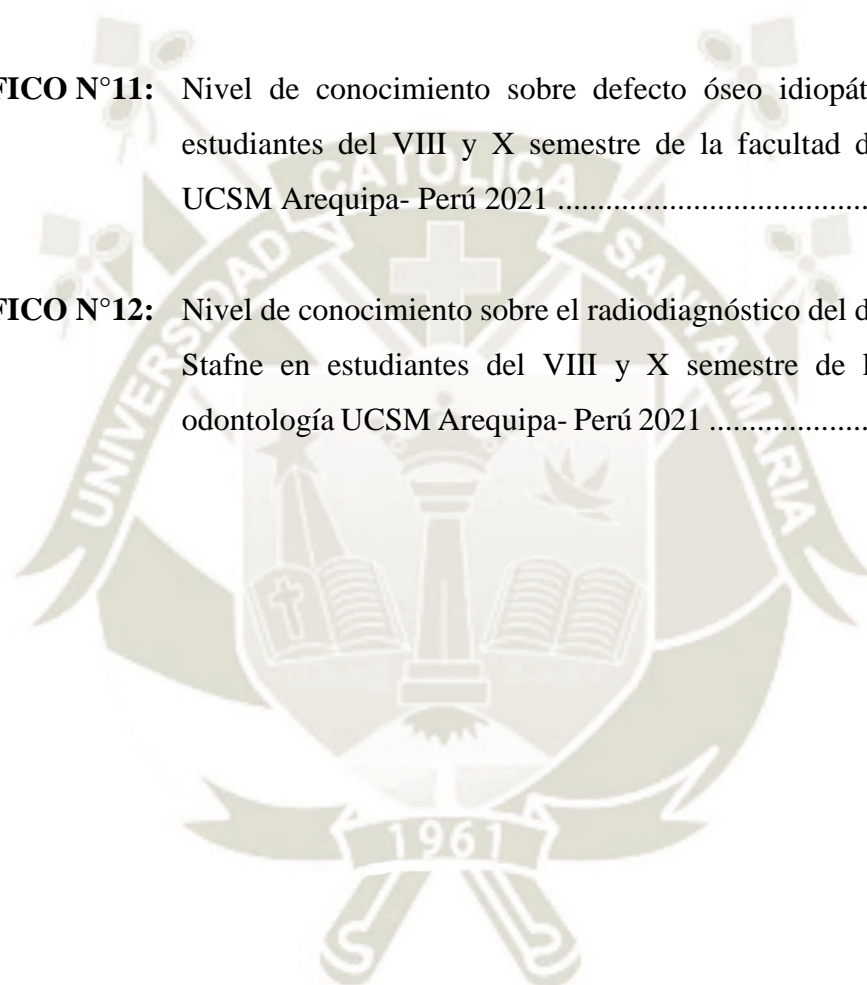 FICO N°11: Nivel de conocimiento sobre defecto óseo idiopát
estudiantes del VIII y X semestre de la facultad d
UCSM Arequipa- Perú 2021 ......................................
FICO N°12: Nivel de conocimiento sobre el radiodiagnóstico del d
Stafne en estudiantes del VIII y X semestre de l
odontología UCSM Arequipa- Perú 2021 ....................
UNIVERSIDAD CATOLICA SANTA MARIA
1961